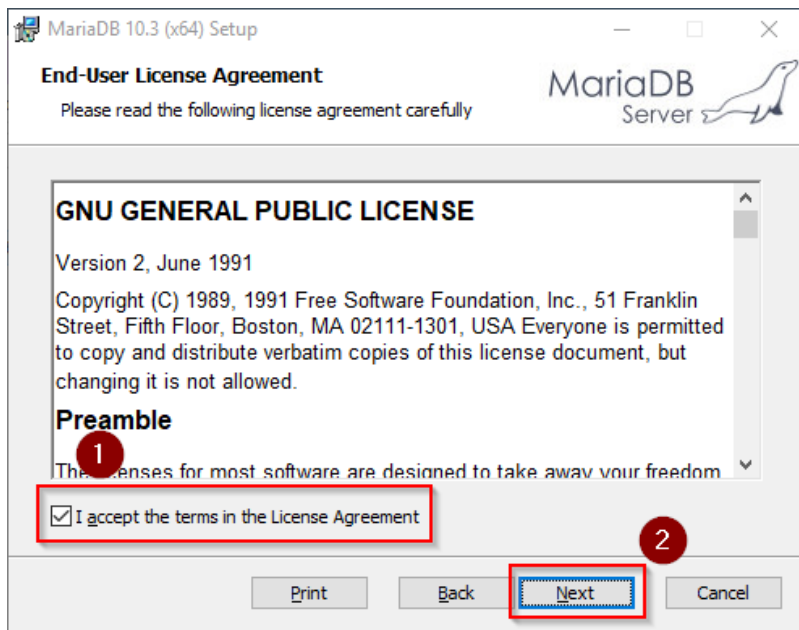 MariaDB 10.3 (x64) Setup
End-User License Agreement
Please read the following license agreement carefully
MariaDB
Server
GNU GENERAL PUBLIC LICENSE
Version 2, June 1991
Copyright (C) 1989, 1991 Free Software Foundation, Inc., 51 Franklin
Street, Fifth Floor, Boston, MA 02111-1301, USA Everyone is permitted
to copy and distribute verbatim copies of this license document, but
changing it is not allowed.
Preamble
1
The licenses for most software are designed to take away your freedom
I accept the terms in the License Agreement
2
Print
Back
Next
Cancel